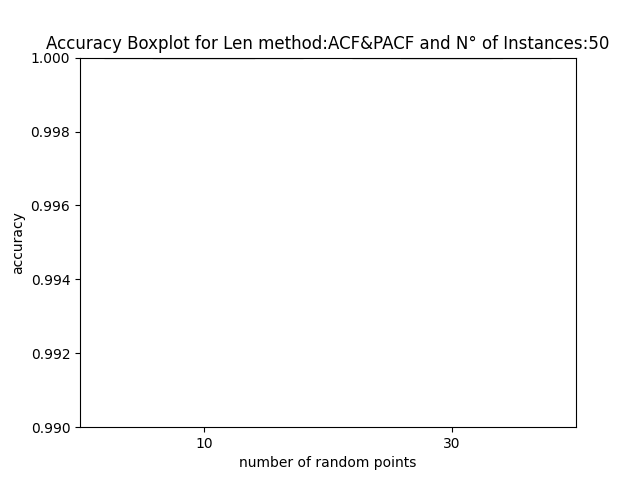 Accuracy Boxplot for Len method:ACF&PACF and N° of Instances:50
1.000
0.998
0.996
0.994
0.992
0.990
accuracy
10 30
number of random points